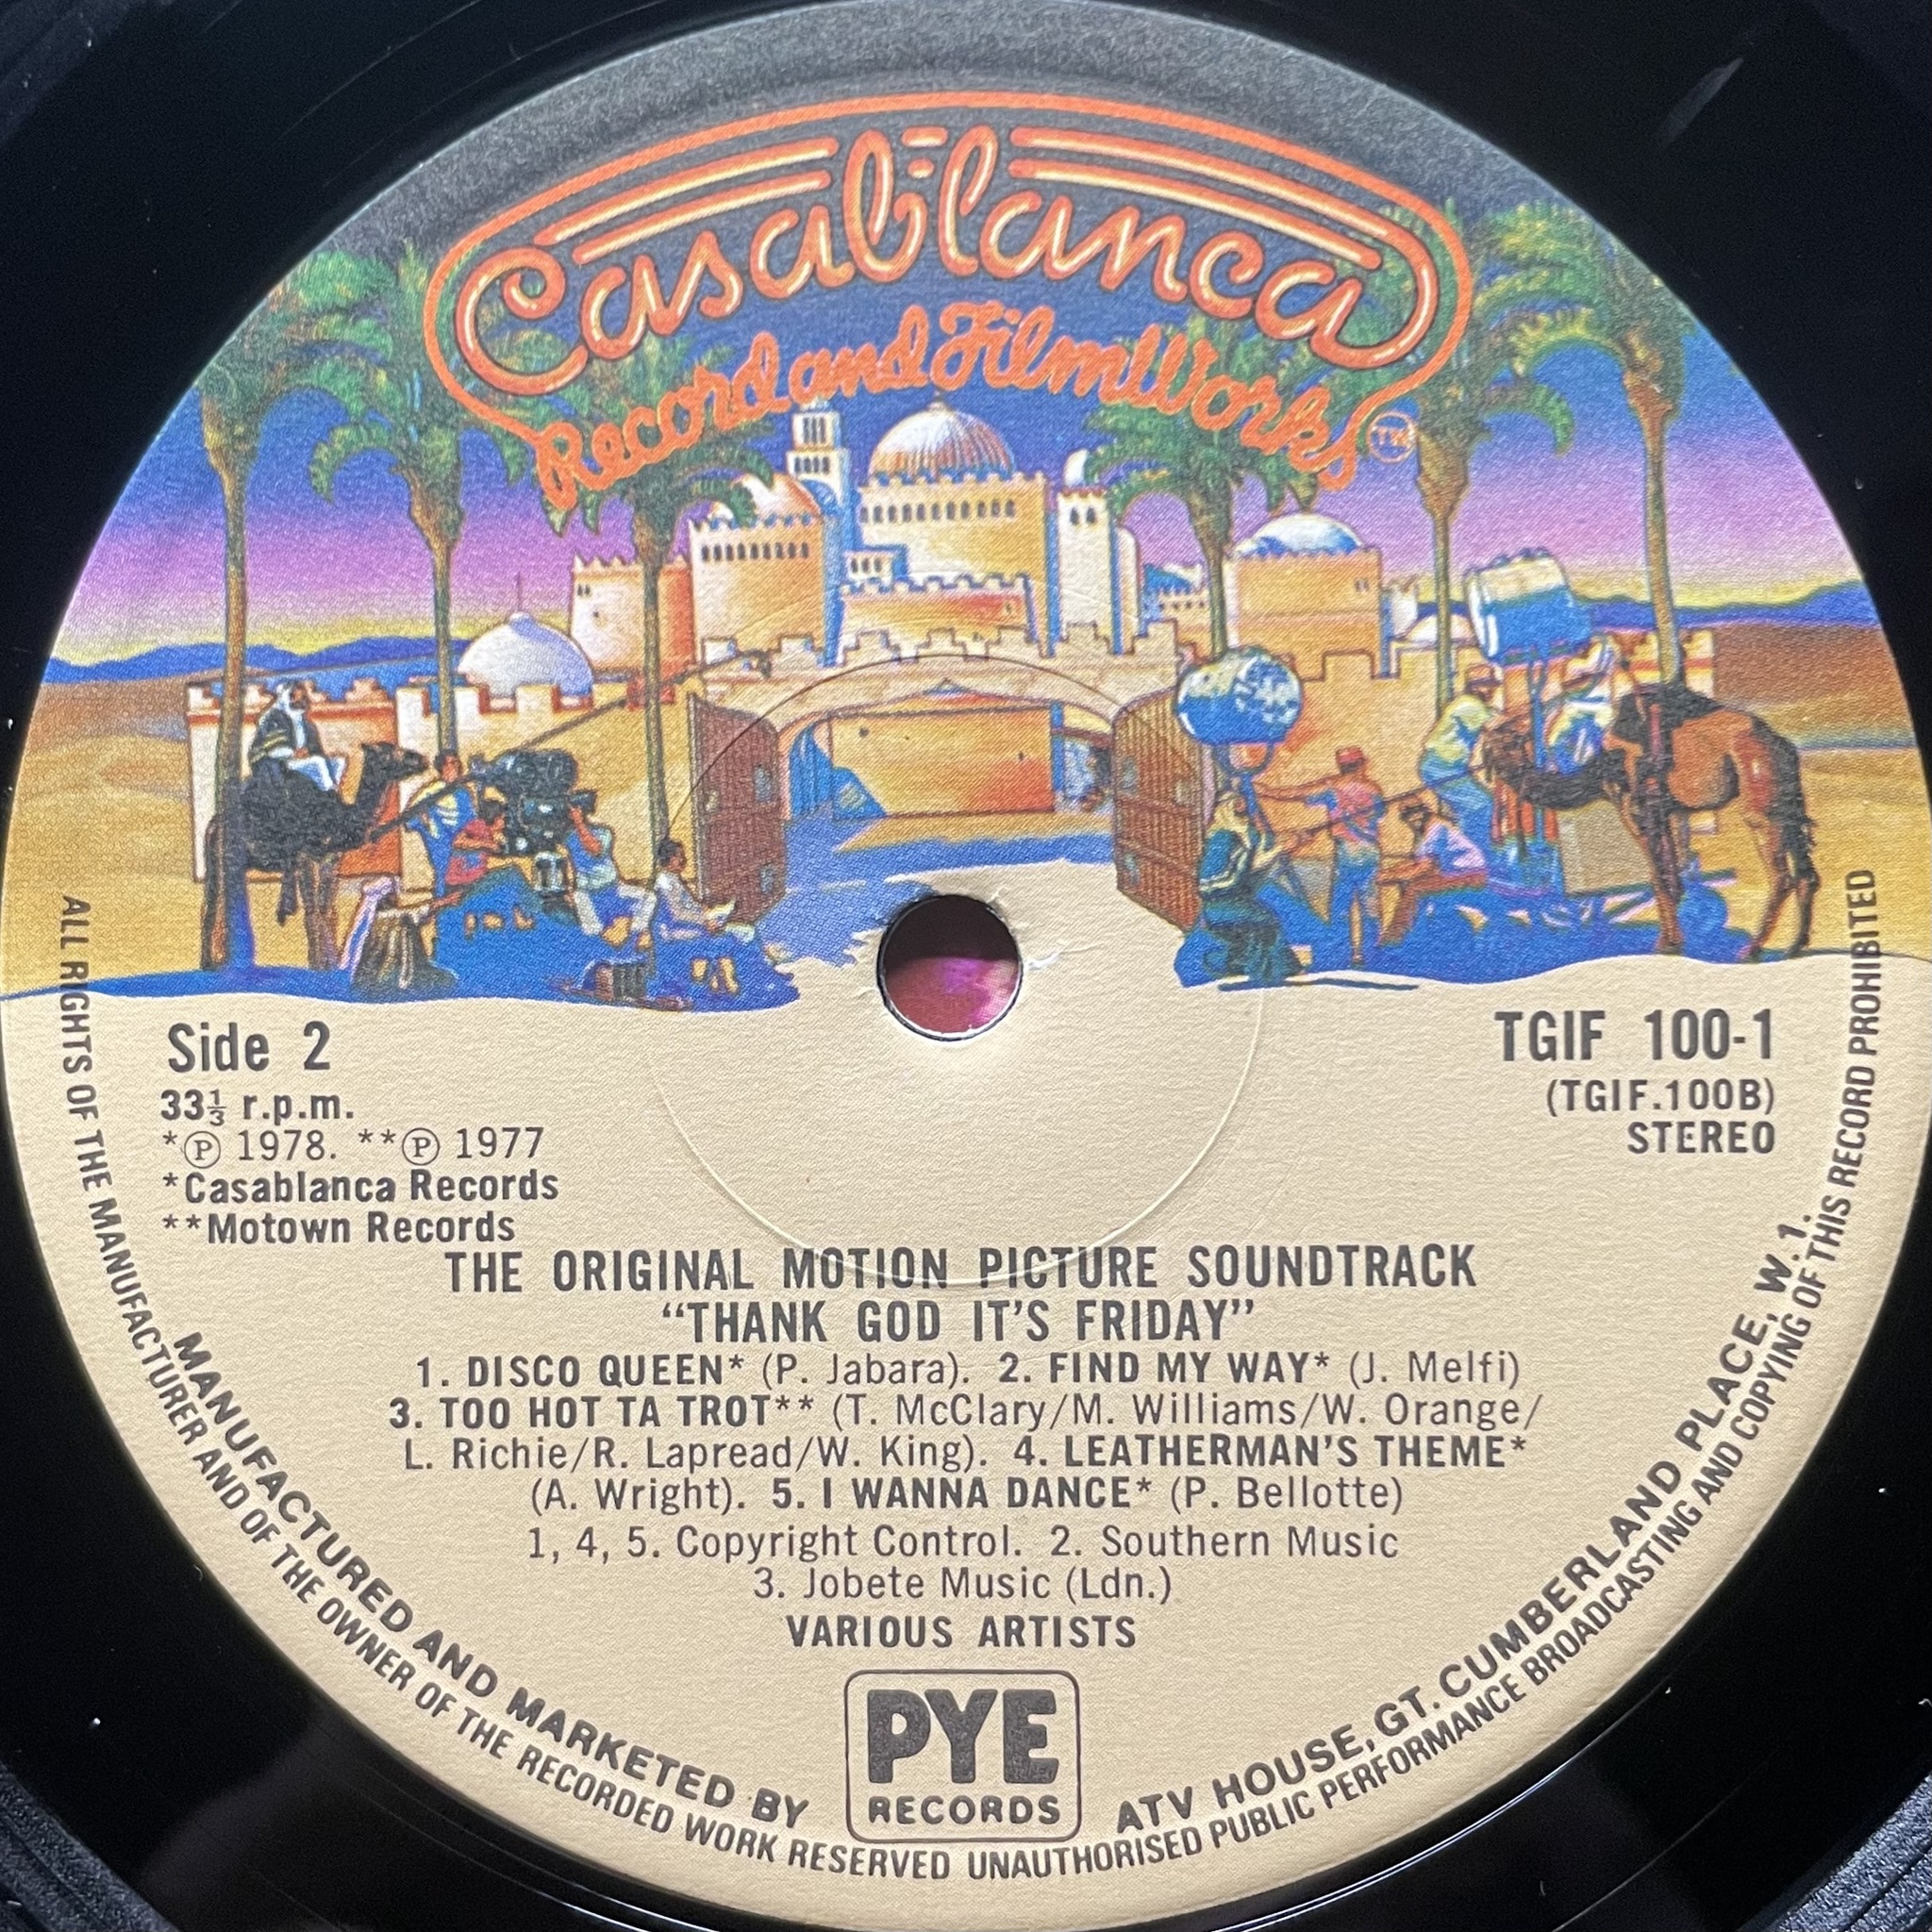 Casablanca
Record and FilmWorks
TM
Side 2
33⅓ r.p.m.
*Ⓟ 1978. **Ⓟ 1977
*Casablanca Records
**Motown Records
TGIF 100-1
(TGIF.100B)
STEREO
THE ORIGINAL MOTION PICTURE SOUNDTRACK
“THANK GOD IT'S FRIDAY”
1. DISCO QUEEN* (P. Jabara). 2. FIND MY WAY* (J. Melfi)
3. TOO HOT TA TROT** (T. McClary/M. Williams/W. Orange/
L. Richie/R. Lapread/W. King). 4. LEATHERMAN'S THEME*
(A. Wright). 5. I WANNA DANCE* (P. Bellotte)
1, 4, 5. Copyright Control. 2. Southern Music
3. Jobete Music (Ldn.)
VARIOUS ARTISTS
PYE
RECORDS
MANUFACTURED AND MARKETED BY ATV HOUSE, GT. CUMBERLAND PLACE, W.1.
ALL RIGHTS OF THE MANUFACTURER AND OF THE OWNER OF THE RECORDED WORK RESERVED UNAUTHORISED PUBLIC PERFORMANCE BROADCASTING AND COPYING OF THIS RECORD PROHIBITED